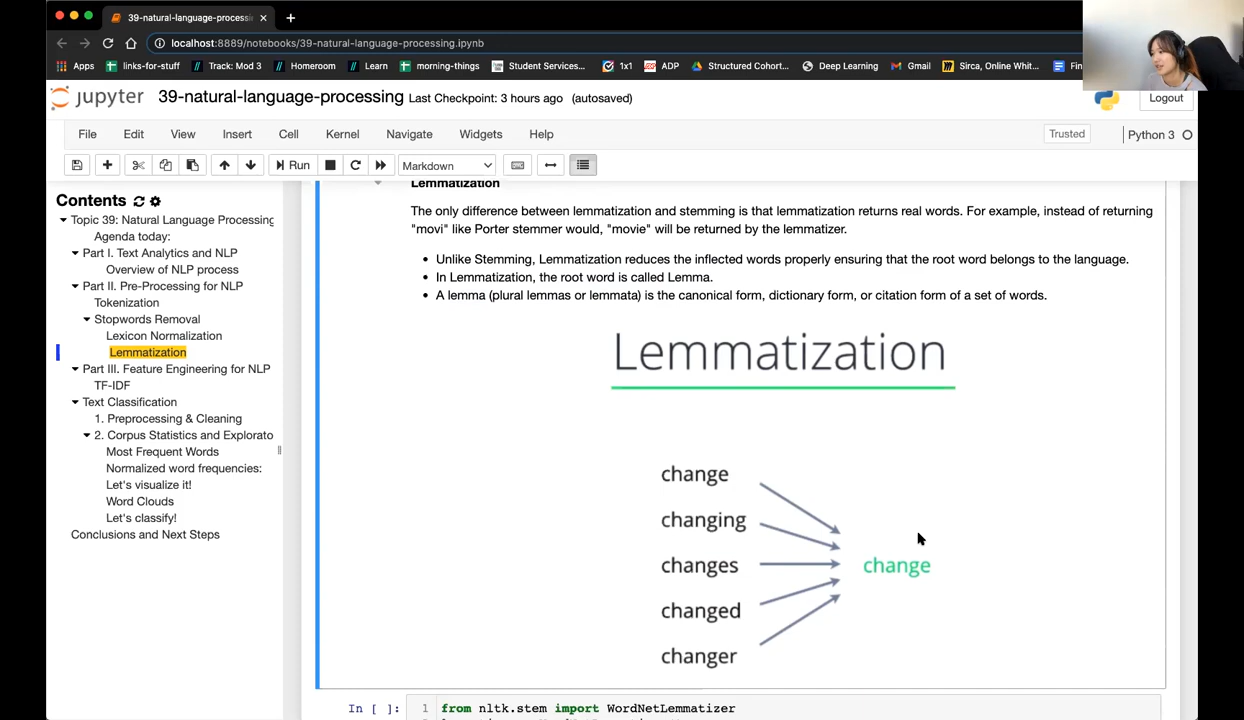 39-natural-language-processi
localhost:8889/notebooks/39-natural-language-processing.ipynb
Apps links-for-stuff Track: Mod 3 Homeroom Learn morning-things Student Services... 1x1 ADP Structured Cohort... Deep Learning Gmail Sirca, Online Whit... Fin
jupyter 39-natural-language-processing Last Checkpoint: 3 hours ago (autosaved) Logout
File Edit View Insert Cell Kernel Navigate Widgets Help Trusted Python 3
Run Markdown
Contents
Topic 39: Natural Language Processing
Agenda today:
Part I. Text Analytics and NLP
Overview of NLP process
Part II. Pre-Processing for NLP
Tokenization
Stopwords Removal
Lexicon Normalization
Lemmatization
Part III. Feature Engineering for NLP
TF-IDF
Text Classification
1. Preprocessing & Cleaning
2. Corpus Statistics and Explorato
Most Frequent Words
Normalized word frequencies:
Let's visualize it!
Word Clouds
Let's classify!
Conclusions and Next Steps
Lemmatization
The only difference between lemmatization and stemming is that lemmatization returns real words. For example, instead of returning
"movi" like Porter stemmer would, "movie" will be returned by the lemmatizer.
Unlike Stemming, Lemmatization reduces the inflected words properly ensuring that the root word belongs to the language.
In Lemmatization, the root word is called Lemma.
A lemma (plural lemmas or lemmata) is the canonical form, dictionary form, or citation form of a set of words.
Lemmatization
change
changing
changes
changed
changer
change
In [ ]: 1 from nltk.stem import WordNetLemmatizer